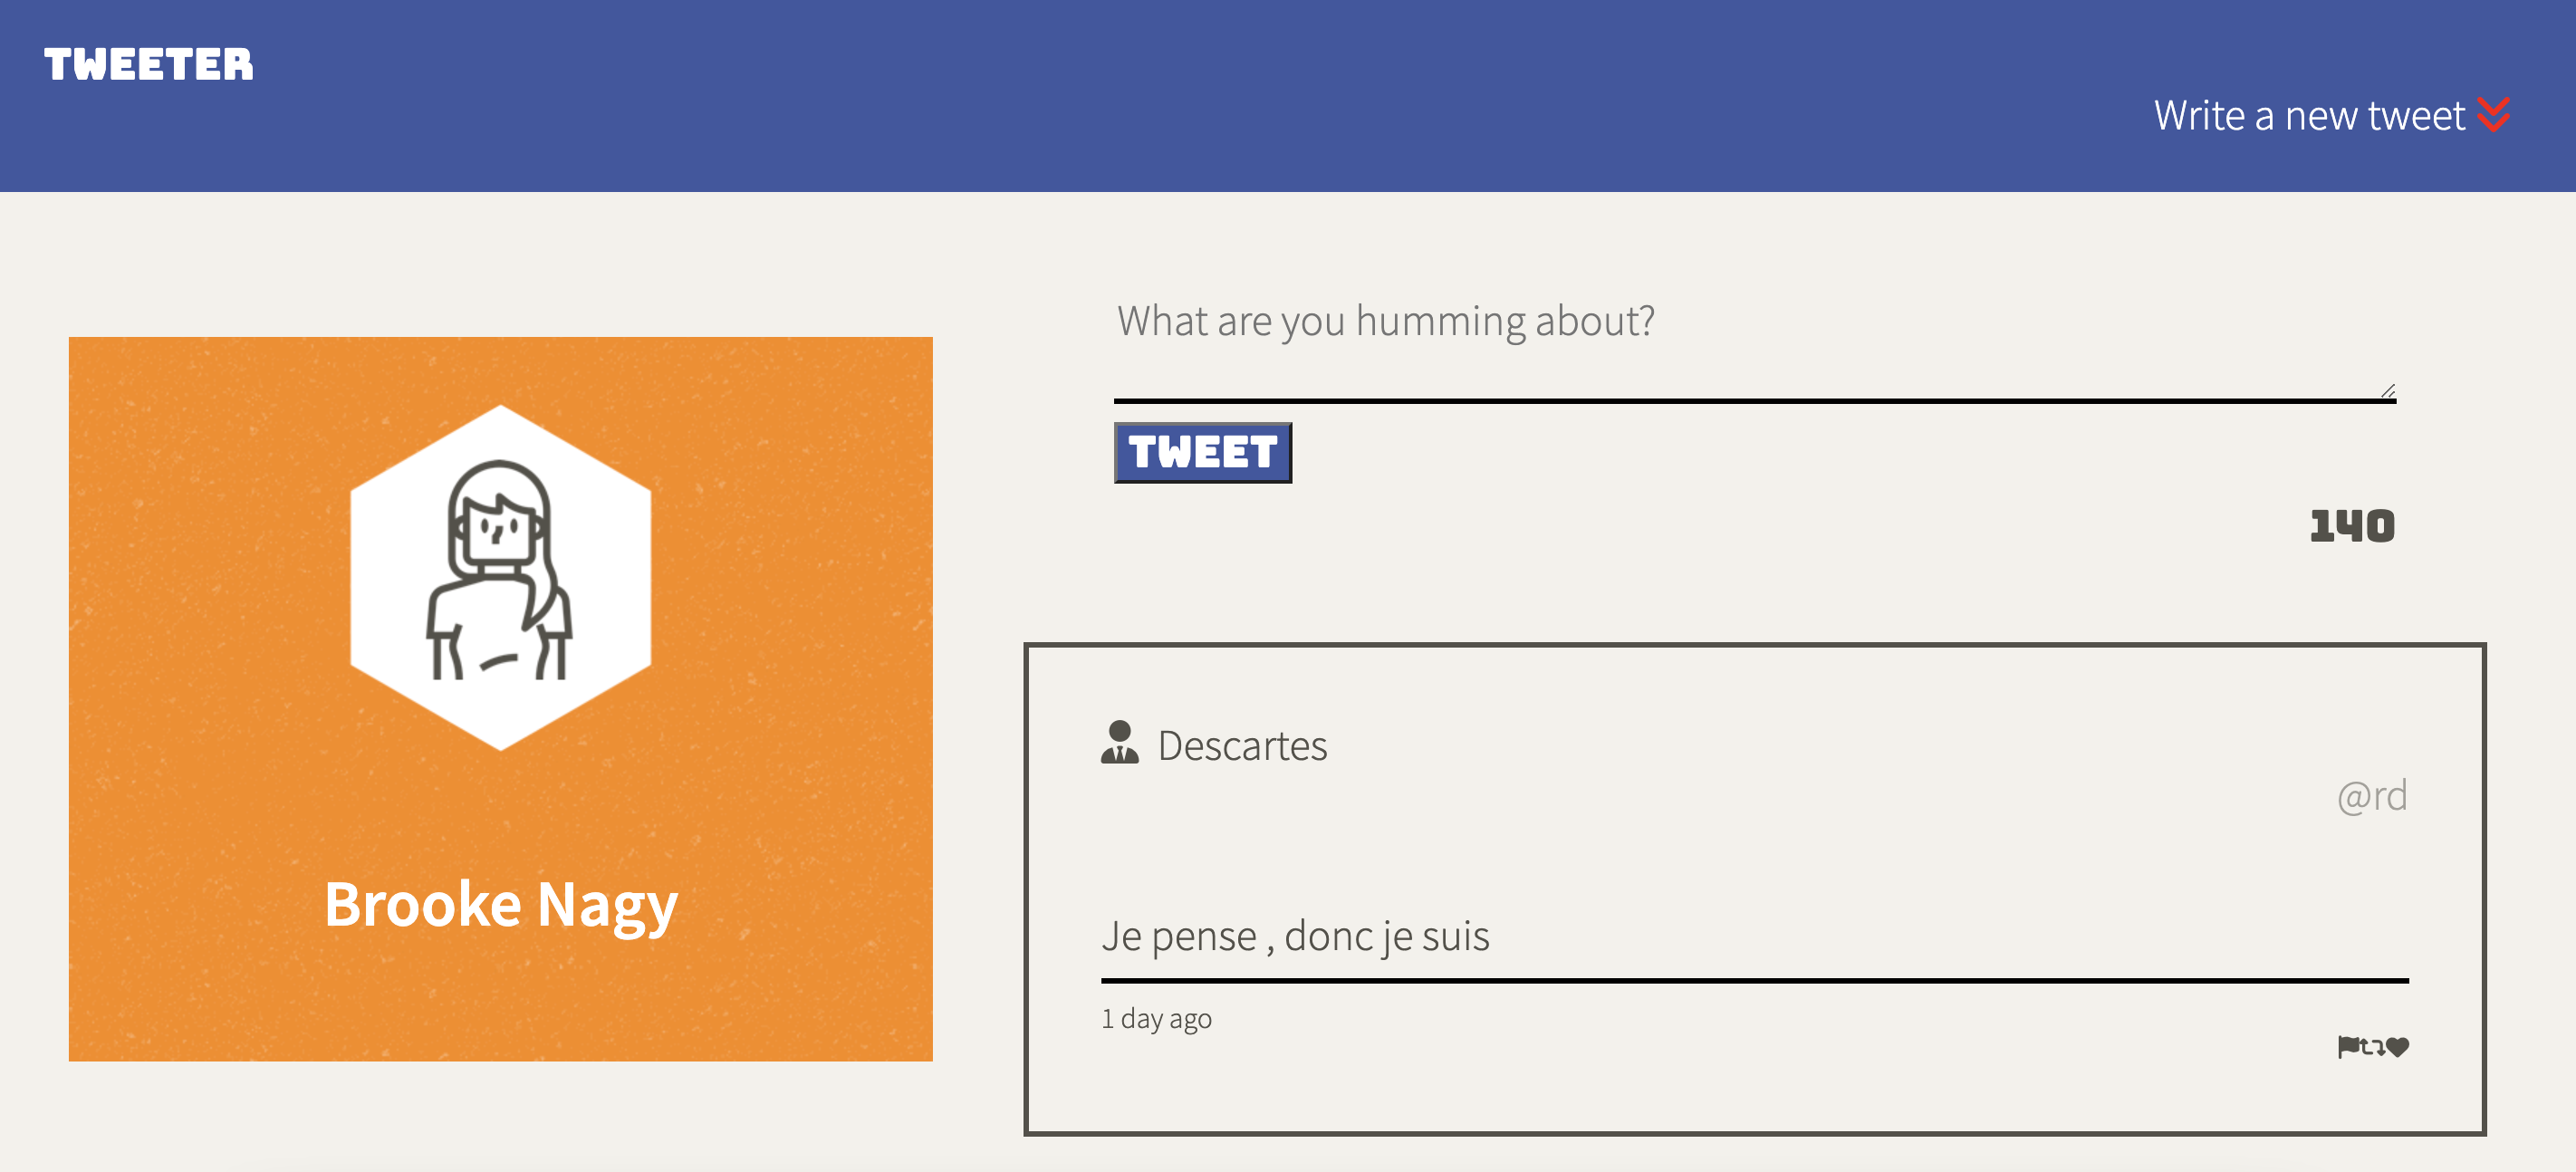 TWEETER
Write a new tweet
What are you humming about?
TWEET
140
Brooke Nagy
Descartes
@rd
Je pense , donc je suis
1 day ago